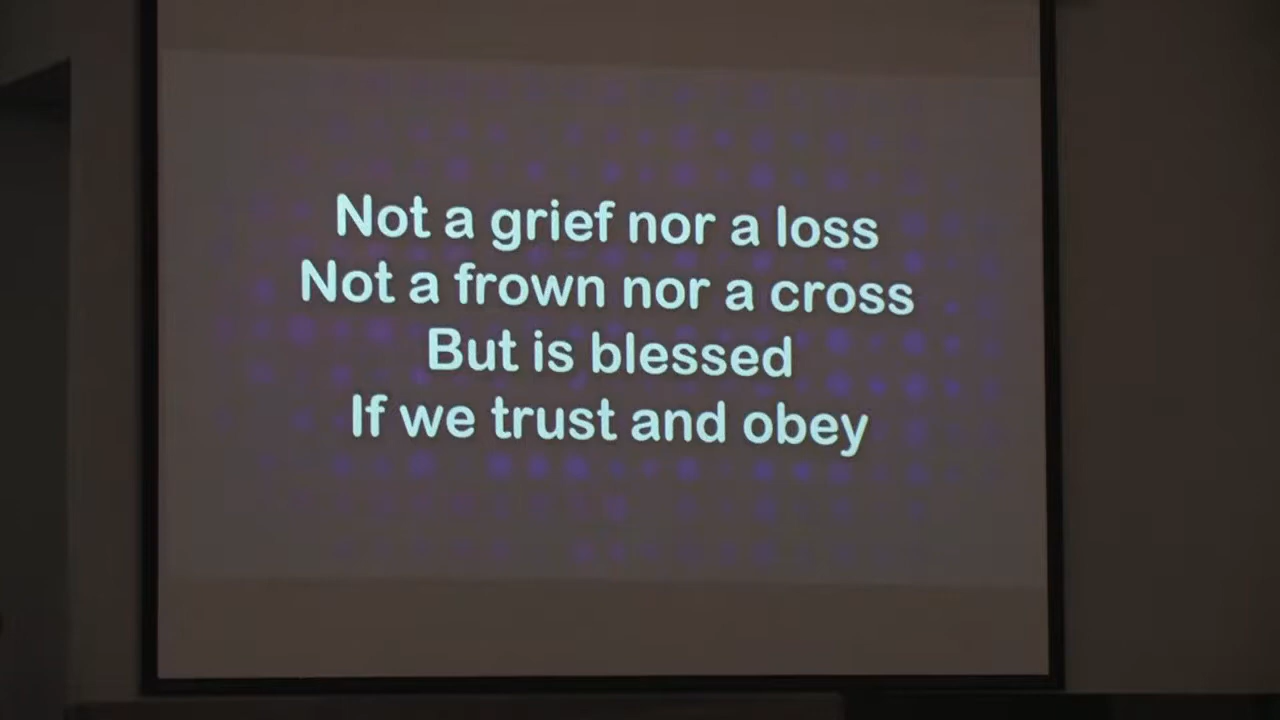 Not a grief nor a loss
Not a frown nor a cross
But is blessed
If we trust and obey